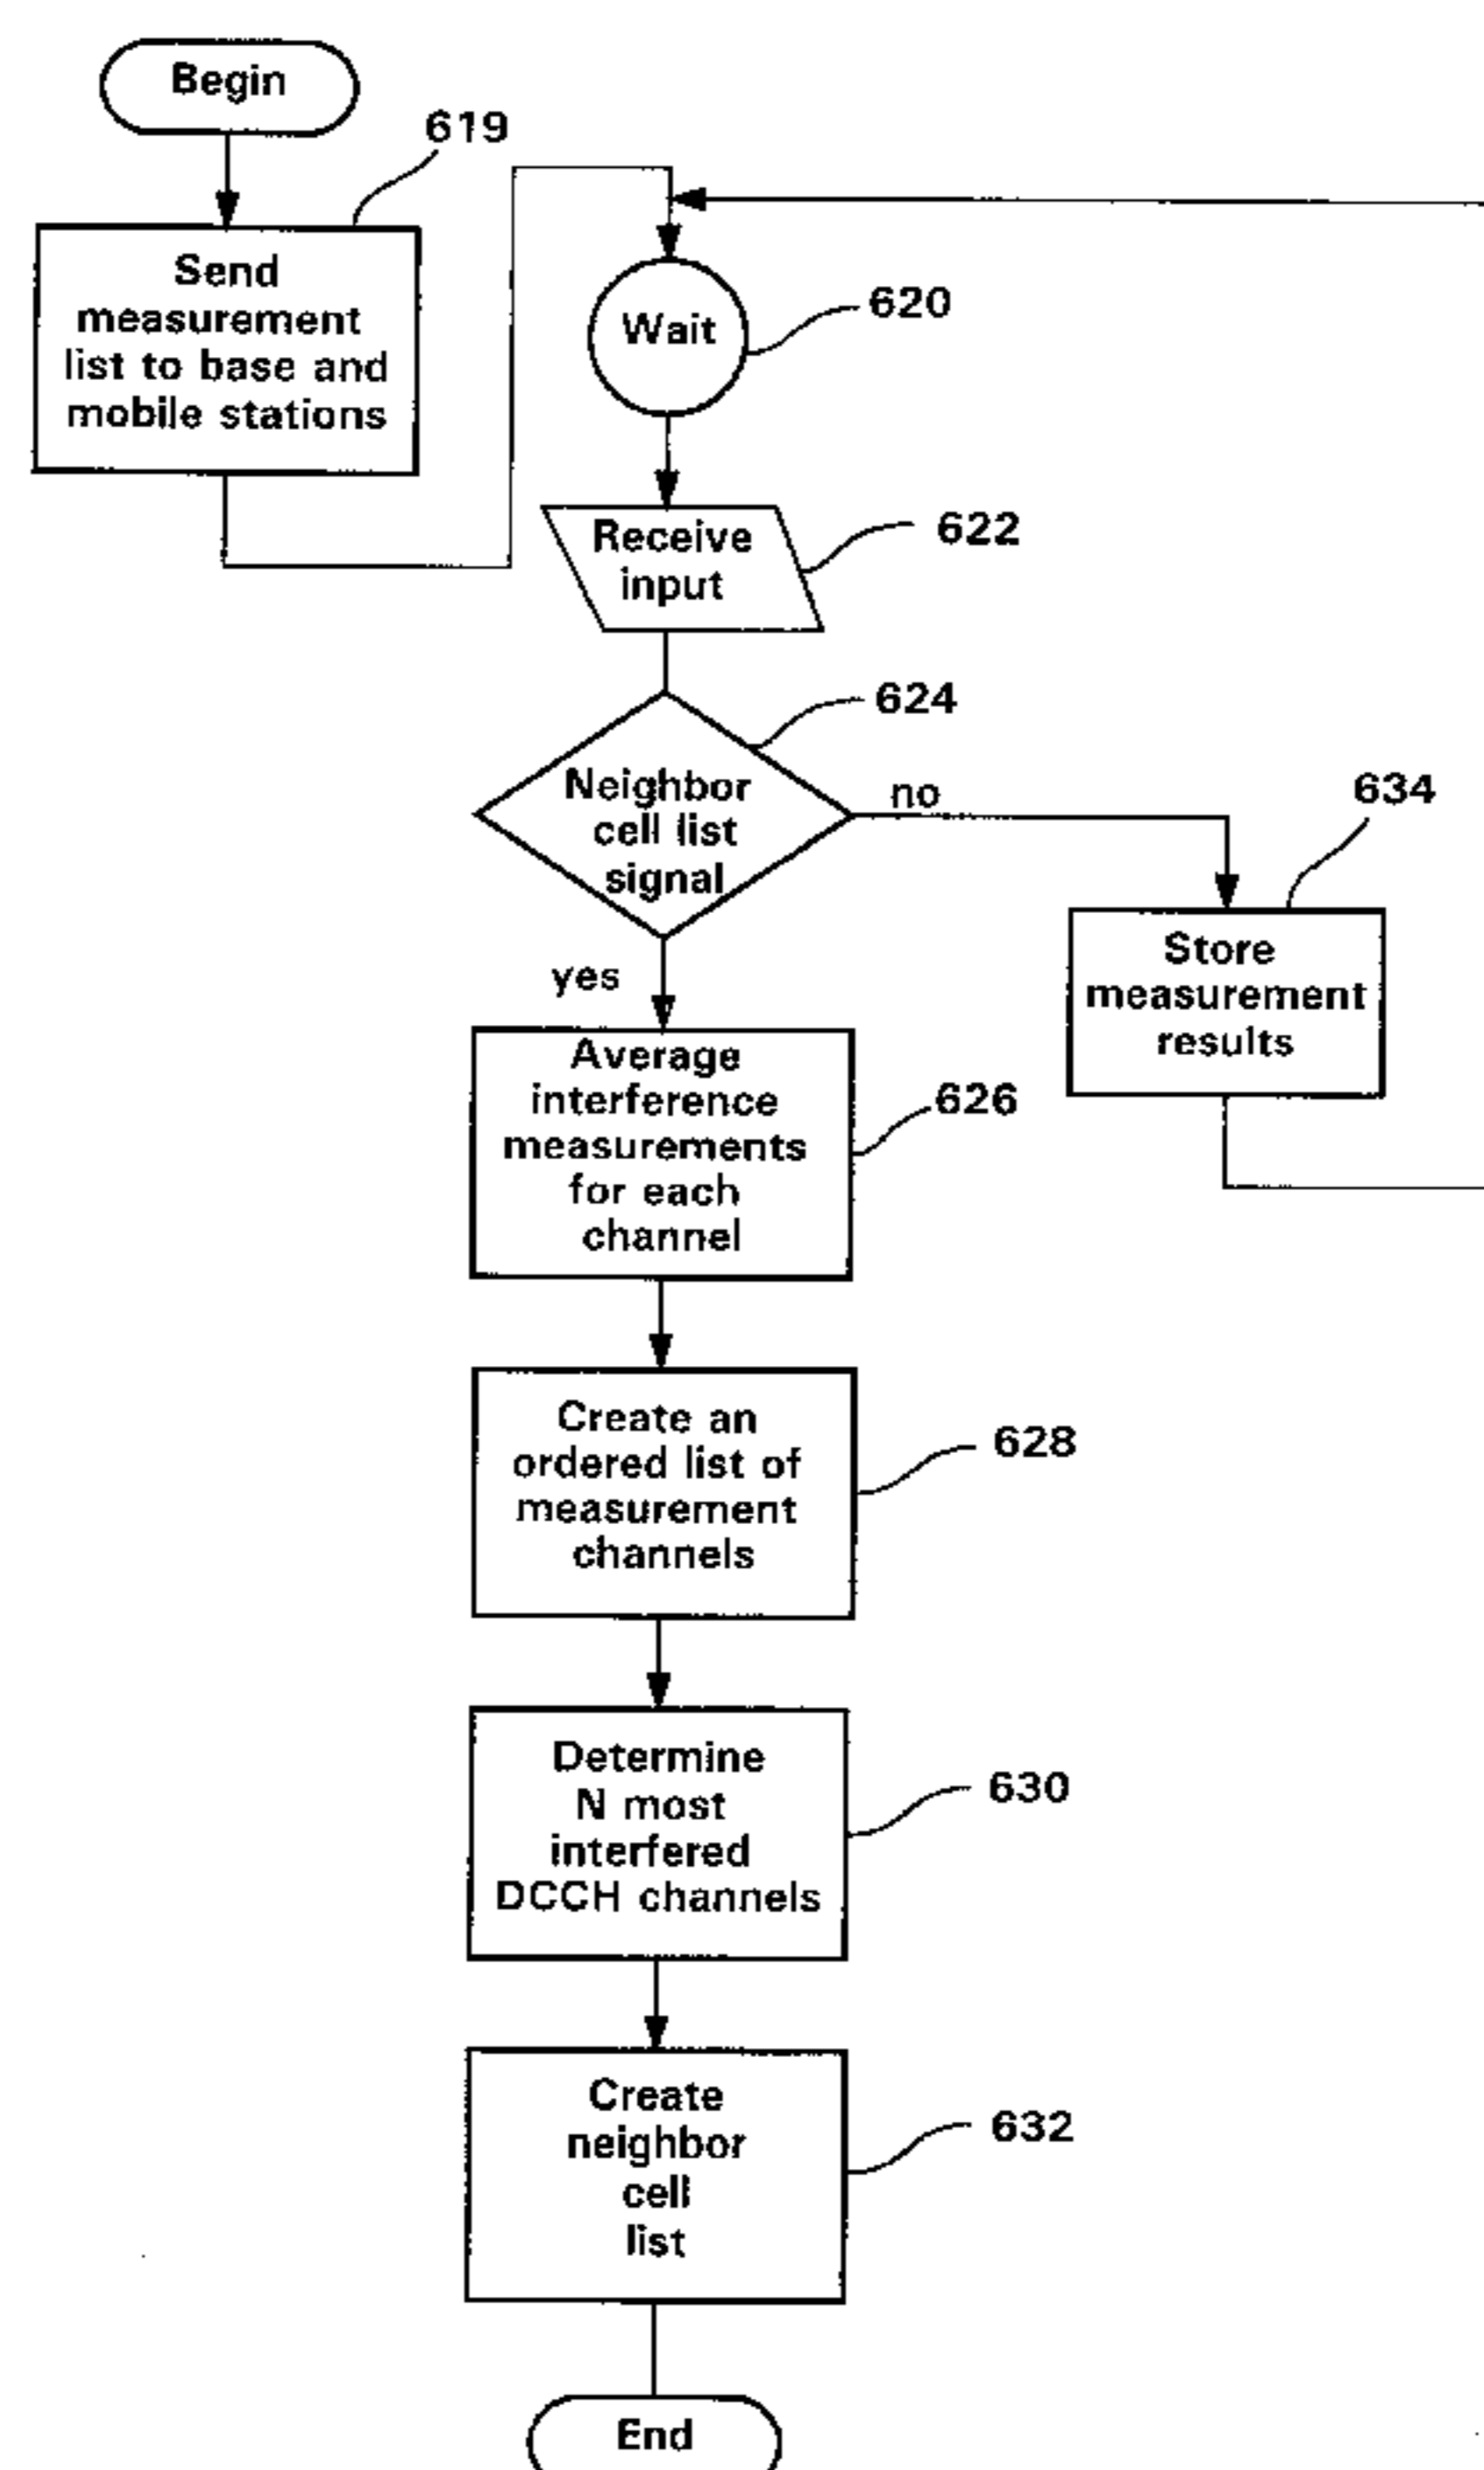 Begin
619
Send
measurement
list to base and
mobile stations
Wait
620
Receive
input
622
624
Neighbor
cell list
signal
no
634
Store
measurement
results
yes
Average
interference
measurements
for each
channel
626
Create an
ordered list of
measurement
channels
628
Determine
N most
interfered
DCCH channels
630
Create
neighbor
cell
list
632
End